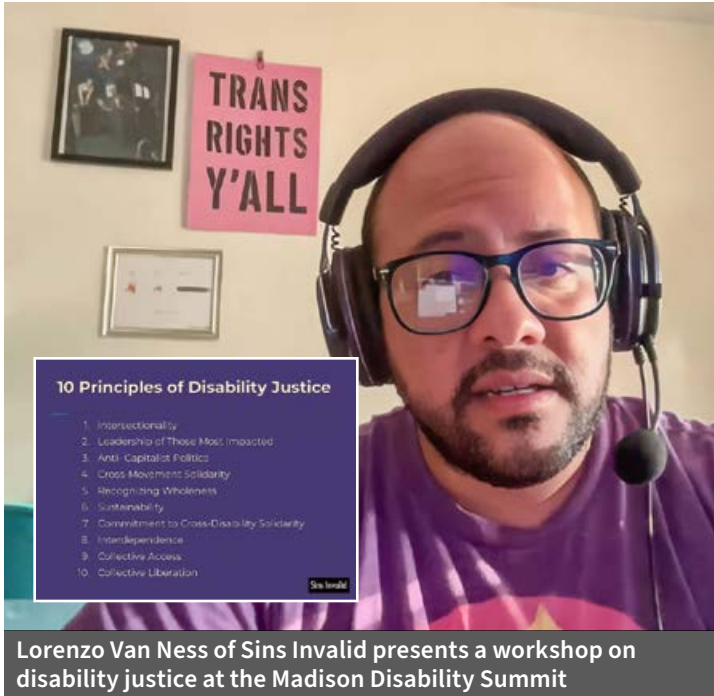 TRANS
RIGHTS
Y'ALL
10 Principles of Disability Justice
1. Intersectionality
2. Leadership of Those Most Impacted
3. Anti-Capitalist Politics
4. Cross-Movement Solidarity
5. Recognizing Wholeness
6. Sustainability
7. Commitment to Cross-Disability Solidarity
8. Interdependence
9. Collective Access
10. Collective Liberation
Sins Invalid
Lorenzo Van Ness of Sins Invalid presents a workshop on
disability justice at the Madison Disability Summit